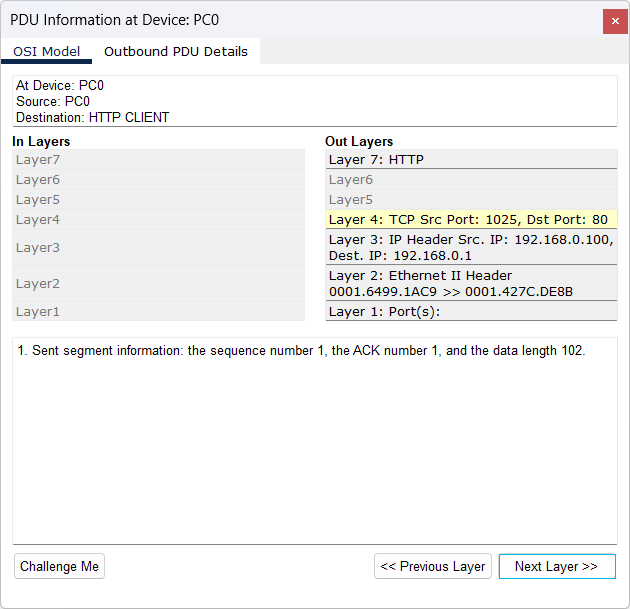 PDU Information at Device: PC0
OSI Model
Outbound PDU Details
At Device: PC0
Source: PC0
Destination: HTTP CLIENT
In Layers
Layer7
Layer6
Layer5
Layer4
Layer3
Layer2
Layer1
Out Layers
Layer 7: HTTP
Layer6
Layer5
Layer 4: TCP Src Port: 1025, Dst Port: 80
Layer 3: IP Header Src. IP: 192.168.0.100,
Dest. IP: 192.168.0.1
Layer 2: Ethernet II Header
0001.6499.1AC9 >> 0001.427C.DE8B
Layer 1: Port(s):
1. Sent segment information: the sequence number 1, the ACK number 1, and the data length 102.
Challenge Me
<< Previous Layer
Next Layer >>